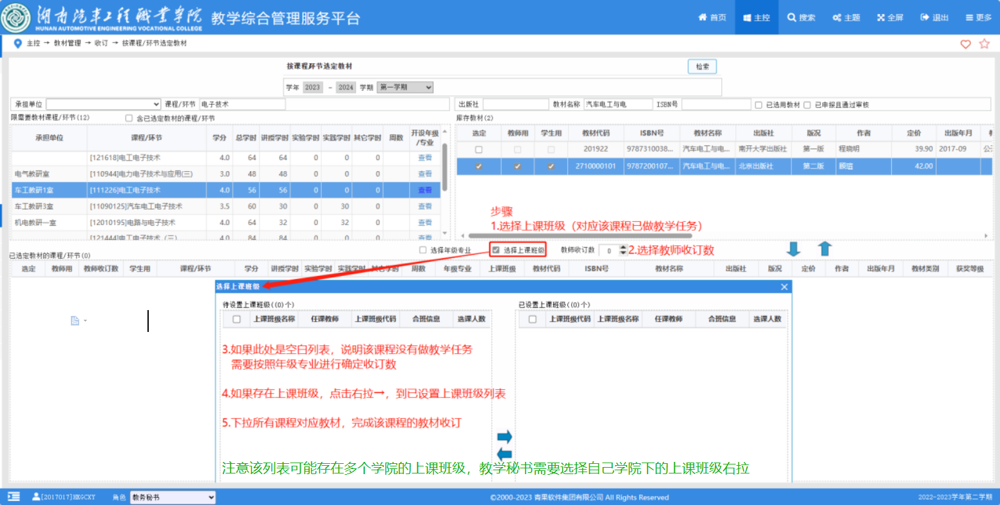 湖南汽车工程职业学院
HUNAN AUTOMOTIVE ENGINEERING VOCATIONAL COLLEGE
教学综合管理服务平台
首页 主控 搜索 主题 全屏 退出 更多
主控 → 教材管理 → 收订 → 按课程/环节选定教材
按课程环节选定教材
检索
学年 2023 - 2024 学期 第一学期
承担单位 课程/环节 电子技术
出版社 教材名称 汽车电工与电 ISBN号 已选用教材 已申报且通过审核
限需要教材课程/环节(12) 含已选定教材的课程/环节
库存教材(2)
承担单位 课程/环节 学分 总学时 讲授学时 实验学时 实践学时 其它学时 周数 开设年级/专业
[121618]电工电子技术 4.0 64 64 0 0 0 查看
电气教研室 [110944]电力电子技术与应用(三) 3.0 48 48 0 0 0 查看
车工教研1室 [111226]电工电子技术 4.0 56 56 0 0 0 查看
车工教研3室 [11090125]汽车电工电子技术 3.5 60 30 0 30 0 查看
机电教研一室 [12010195]电路与电子技术 4.0 64 32 0 32 0 查看
[121444]电工电子技术（三） 4.0 84 84 0 0 0 查看
选定 教师用 学生用 教材代码 ISBN号 教材名称 出版社 版况 作者 定价 出版年月
201922 9787310038... 汽车电工与电... 南开大学出版社 第一版 程晓明 39.90 2017-09
2710000101 9787200107... 汽车电工与电... 北京出版社 第二版 42.00
步骤
1.选择上课班级（对应该课程已做教学任务）
选择年级专业 选择上课班级 教师收订数 0
2.选择教师收订数
已选定教材的课程/环节(0)
选定 教师用 教师收订数 学生用 课程/环节 学分 讲授学时 实验学时 实践学时 其它学时 周数 年级专业 上课班级 教材代码 ISBN号 教材名称 出版社 版况 定价 作者 出版年月 教材类别 获奖等级
选择上课班级
待设置上课班级((0)个)
上课班级名称 任课教师 上课班级代码 合班信息 选课人数
已设置上课班级((0)个)
上课班级代码 上课班级名称 任课教师 合班信息 选课人数
3.如果此处是空白列表，说明该课程没有做教学任务
需要按照年级专业进行确定收订数
4.如果存在上课班级，点击右拉→，到已设置上课班级列表
5.下拉所有课程对应教材，完成该课程的教材收订
注意该列表可能存在多个学院的上课班级，教学秘书需要选择自己学院下的上课班级右拉
[2017017]HNGCXY 角色 教务秘书
©2000-2023 青果软件集团有限公司 All Rights Reserved
2022-2023学年第二学期